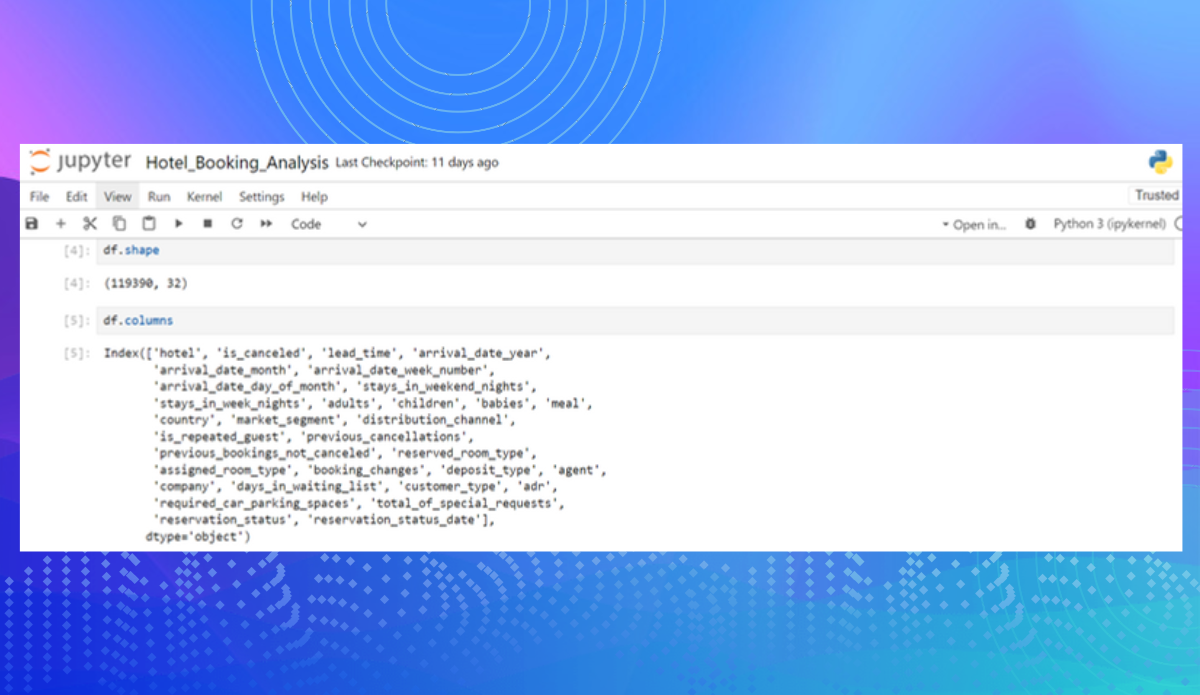 jupyter Hotel_Booking_Analysis Last Checkpoint: 11 days ago
File Edit View Run Kernel Settings Help Trusted
Code Open in... Python 3 (ipykernel)
[4]: df.shape
[4]: (119390, 32)
[5]: df.columns
[5]: Index(['hotel', 'is_canceled', 'lead_time', 'arrival_date_year',
'arrival_date_month', 'arrival_date_week_number',
'arrival_date_day_of_month', 'stays_in_weekend_nights',
'stays_in_week_nights', 'adults', 'children', 'babies', 'meal',
'country', 'market_segment', 'distribution_channel',
'is_repeated_guest', 'previous_cancellations',
'previous_bookings_not_canceled', 'reserved_room_type',
'assigned_room_type', 'booking_changes', 'deposit_type', 'agent',
'company', 'days_in_waiting_list', 'customer_type', 'adr',
'required_car_parking_spaces', 'total_of_special_requests',
'reservation_status', 'reservation_status_date'],
dtype='object')